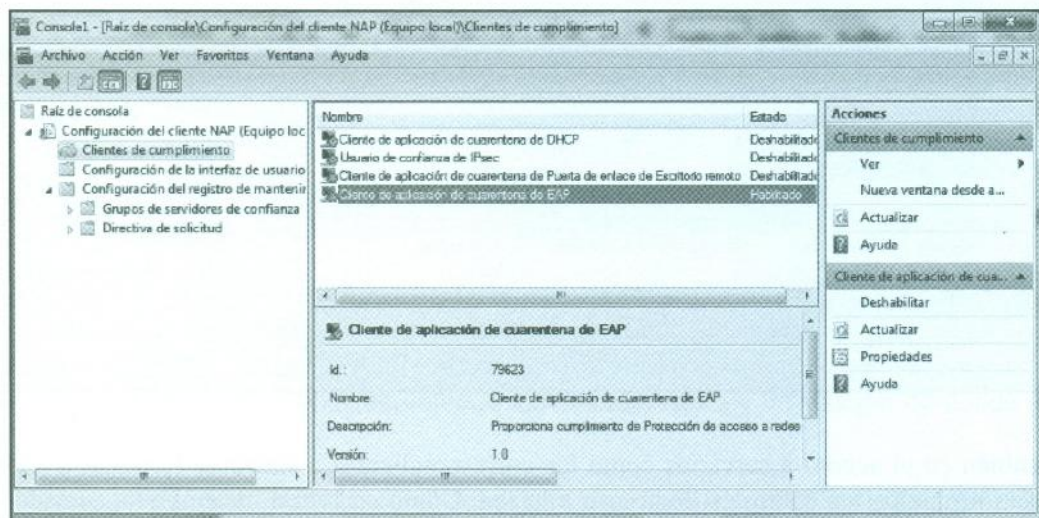 Consola1 - [Raíz de consola\Configuración del cliente NAP (Equipo local)\Clientes de cumplimiento]
Archivo Acción Ver Favoritos Ventana Ayuda
Raíz de consola
Configuración del cliente NAP (Equipo loc
Clientes de cumplimiento
Configuración de la interfaz de usuario
Configuración del registro de mantenir
Grupos de servidores de confianza
Directiva de solicitud
Nombre Estado
Cliente de aplicación de cuarentena de DHCP Deshabilitado
Usuario de confianza de IPsec Deshabilitado
Cliente de aplicación de cuarentena de Puerta de enlace de Escritorio remoto Deshabilitado
Cliente de aplicación de cuarentena de EAP Habilitado
Cliente de aplicación de cuarentena de EAP
Id.: 79623
Nombre: Cliente de aplicación de cuarentena de EAP
Descripción: Proporciona cumplimiento de Protección de acceso a redes
Versión: 1.0
Acciones
Clientes de cumplimiento
Ver
Nueva ventana desde a...
Actualizar
Ayuda
Cliente de aplicación de cua...
Deshabilitar
Actualizar
Propiedades
Ayuda